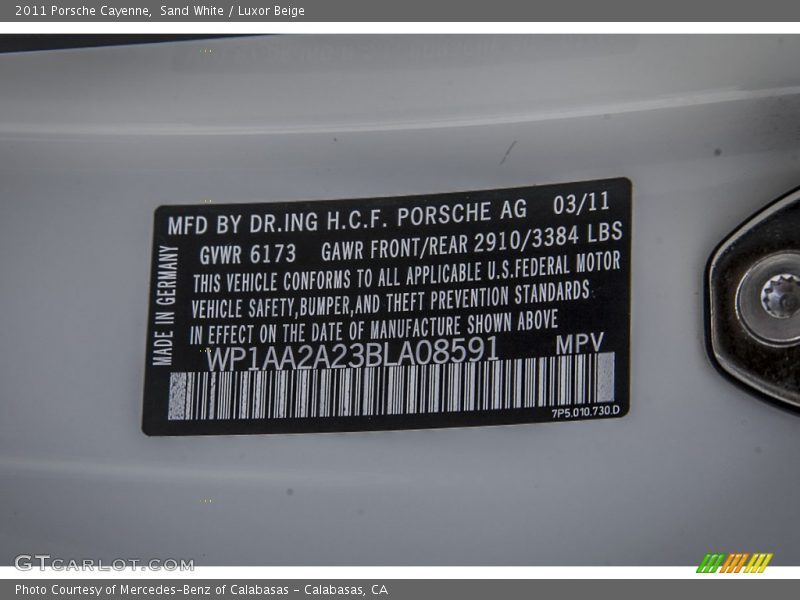 2011 Porsche Cayenne, Sand White / Luxor Beige
MFD BY DR.ING H.C.F. PORSCHE AG 03/11
GVWR 6173 GAWR FRONT/REAR 2910/3384 LBS
THIS VEHICLE CONFORMS TO ALL APPLICABLE U.S.FEDERAL MOTOR
VEHICLE SAFETY,BUMPER,AND THEFT PREVENTION STANDARDS
IN EFFECT ON THE DATE OF MANUFACTURE SHOWN ABOVE
WP1AA2A23BLA08591 MPV
MADE IN GERMANY
7P5.010.730.D
GTCARLOT.COM
Photo Courtesy of Mercedes-Benz of Calabasas - Calabasas, CA